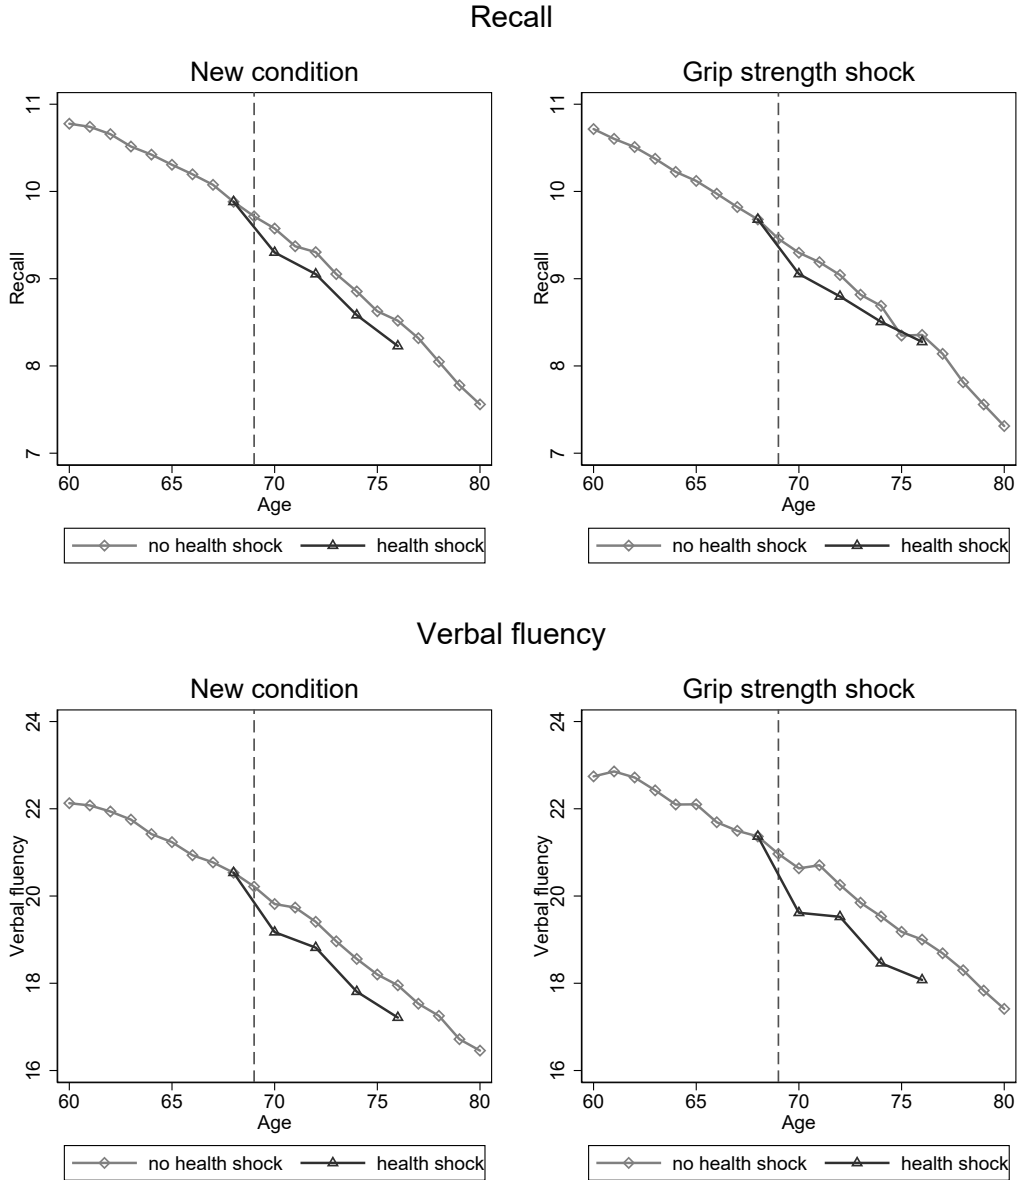 Recall
New condition
Grip strength shock
11
10
9
8
7
Recall
60 65 70 75 80
Age
no health shock health shock
11
10
9
8
7
Recall
60 65 70 75 80
Age
no health shock health shock
Verbal fluency
New condition
Grip strength shock
24
22
20
18
16
Verbal fluency
60 65 70 75 80
Age
no health shock health shock
24
22
20
18
16
Verbal fluency
60 65 70 75 80
Age
no health shock health shock